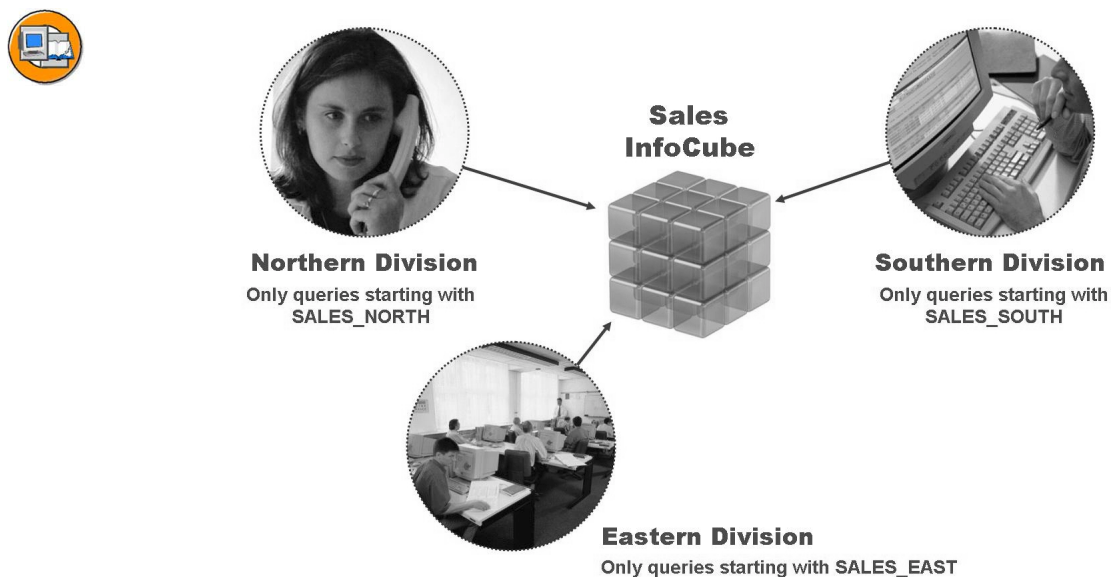 Sales
InfoCube
Northern Division
Only queries starting with
SALES_NORTH
Southern Division
Only queries starting with
SALES_SOUTH
Eastern Division
Only queries starting with SALES_EAST